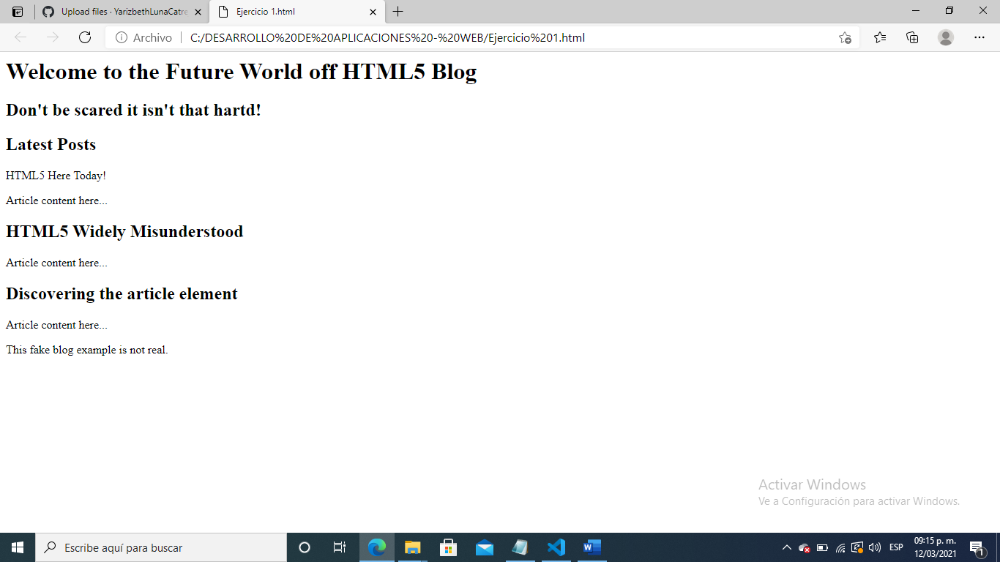 Upload files · YarizbethLunaCatre
Ejercicio 1.html
Archivo
C:/DESARROLLO%20DE%20APLICACIONES%20-%20WEB/Ejercicio%201.html
Welcome to the Future World off HTML5 Blog
Don't be scared it isn't that hartd!
Latest Posts
HTML5 Here Today!
Article content here...
HTML5 Widely Misunderstood
Article content here...
Discovering the article element
Article content here...
This fake blog example is not real.
Activar Windows
Ve a Configuración para activar Windows.
Escribe aquí para buscar
ESP
09:15 p. m.
12/03/2021
1